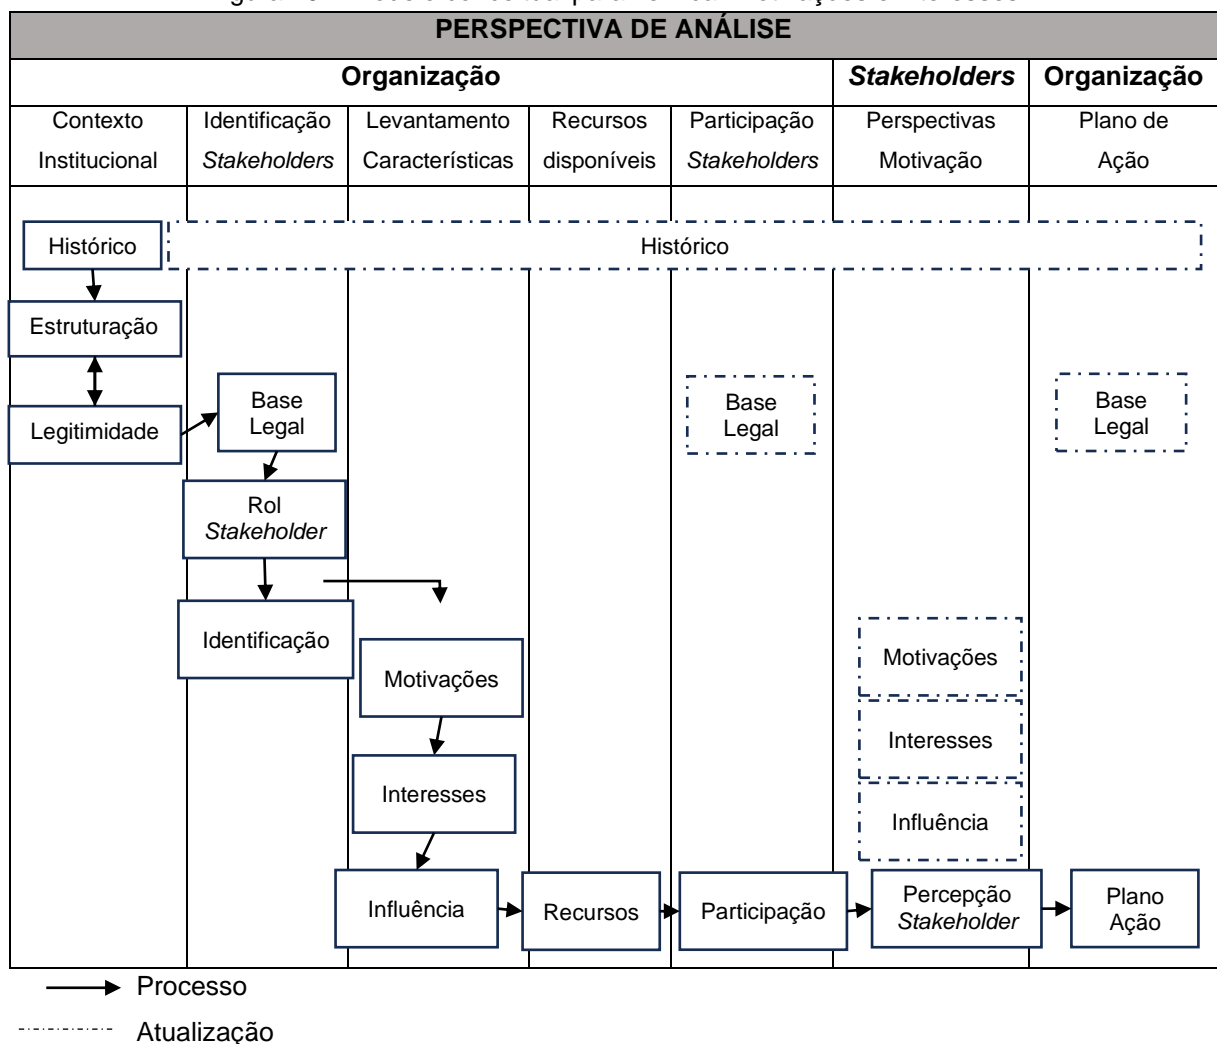 PERSPECTIVA DE ANÁLISE
Organização
Stakeholders
Organização
Contexto
Institucional
Identificação
Stakeholders
Levantamento
Características
Recursos
disponíveis
Participação
Stakeholders
Perspectivas
Motivação
Plano de
Ação
Histórico
Histórico
Estruturação
Legitimidade
Base
Legal
Base
Legal
Base
Legal
Rol
Stakeholder
Identificação
Motivações
Motivações
Interesses
Interesses
Influência
Influência
Recursos
Participação
Percepção
Stakeholder
Plano
Ação
Processo
Atualização